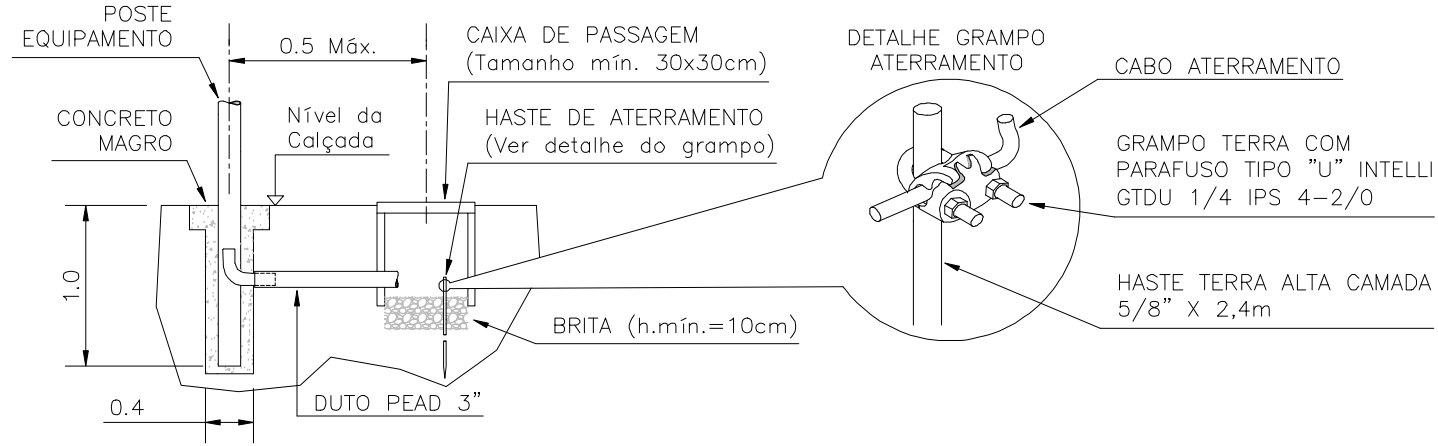 POSTE
EQUIPAMENTO
0.5 Máx.
CAIXA DE PASSAGEM
(Tamanho mín. 30x30cm)
DETALHE GRAMPO
ATERRAMENTO
CABO ATERRAMENTO
CONCRETO
MAGRO
Nível da
Calçada
HASTE DE ATERRAMENTO
(Ver detalhe do grampo)
GRAMPO TERRA COM
PARAFUSO TIPO "U" INTELLI
GTDU 1/4 IPS 4-2/0
1.0
HASTE TERRA ALTA CAMADA
5/8" X 2,4m
BRITA (h.mín.=10cm)
0.4
DUTO PEAD 3"